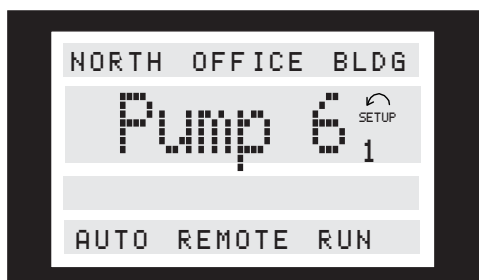 NORTH OFFICE BLDG
Pump 6
SETUP
1
AUTO REMOTE RUN